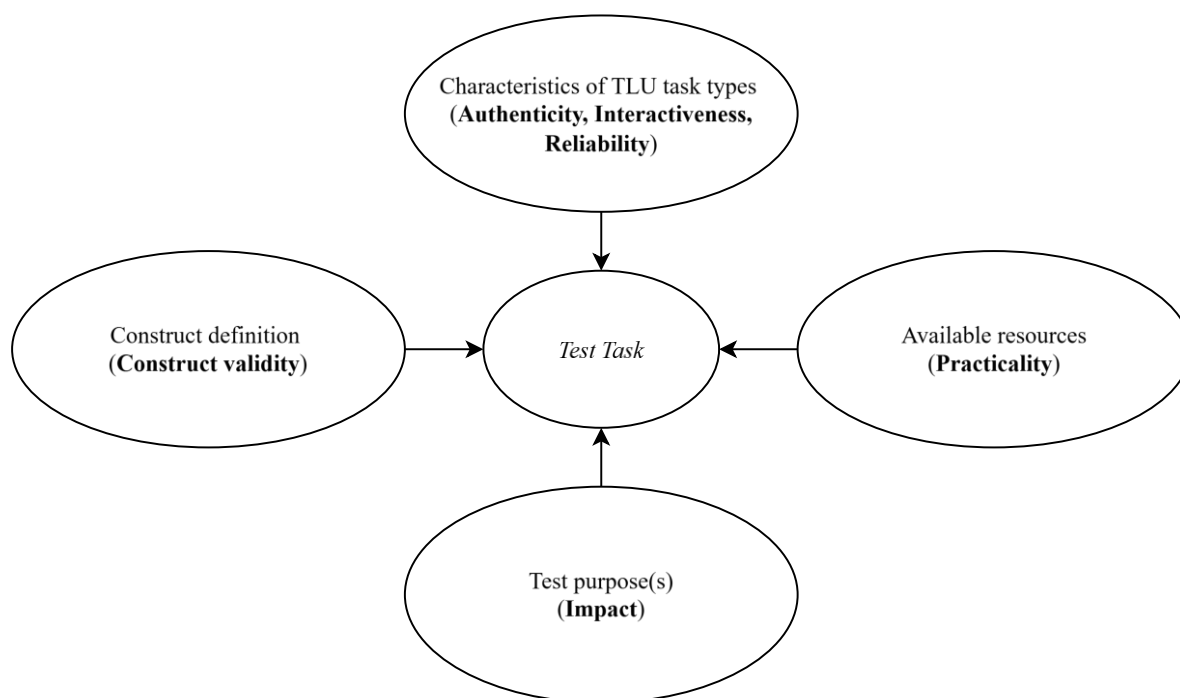 Characteristics of TLU task types
(Authenticity, Interactiveness,
Reliability)
Construct definition
(Construct validity)
Test Task
Available resources
(Practicality)
Test purpose(s)
(Impact)